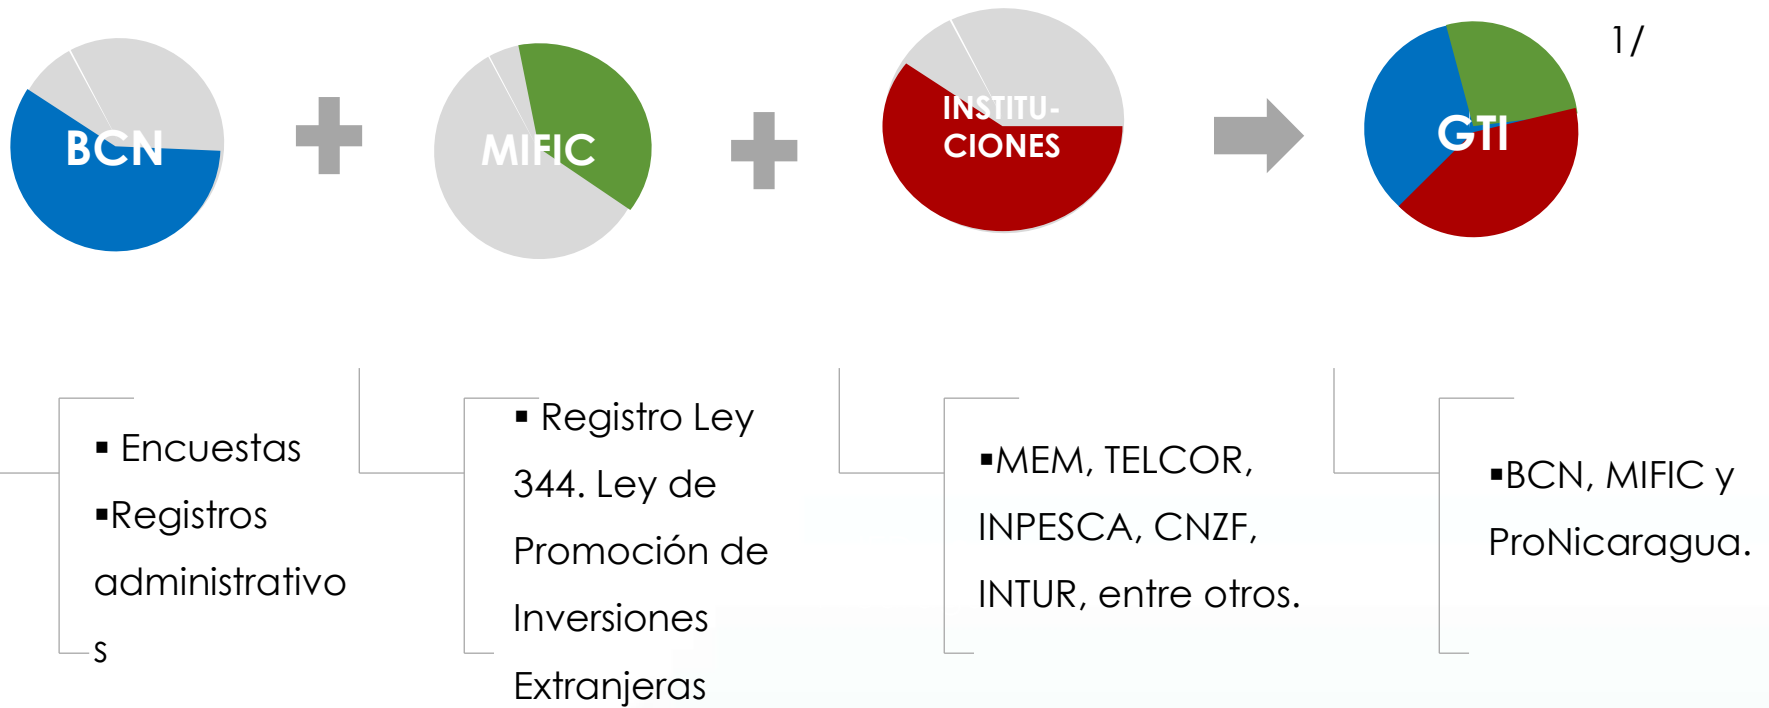 1/
BCN
MIFIC
INSTITU-
CIONES
GTI
▪ Encuestas
▪Registros
administrativo
s
▪ Registro Ley
344. Ley de
Promoción de
Inversiones
Extranjeras
▪MEM, TELCOR,
INPESCA, CNZF,
INTUR, entre otros.
▪BCN, MIFIC y
ProNicaragua.